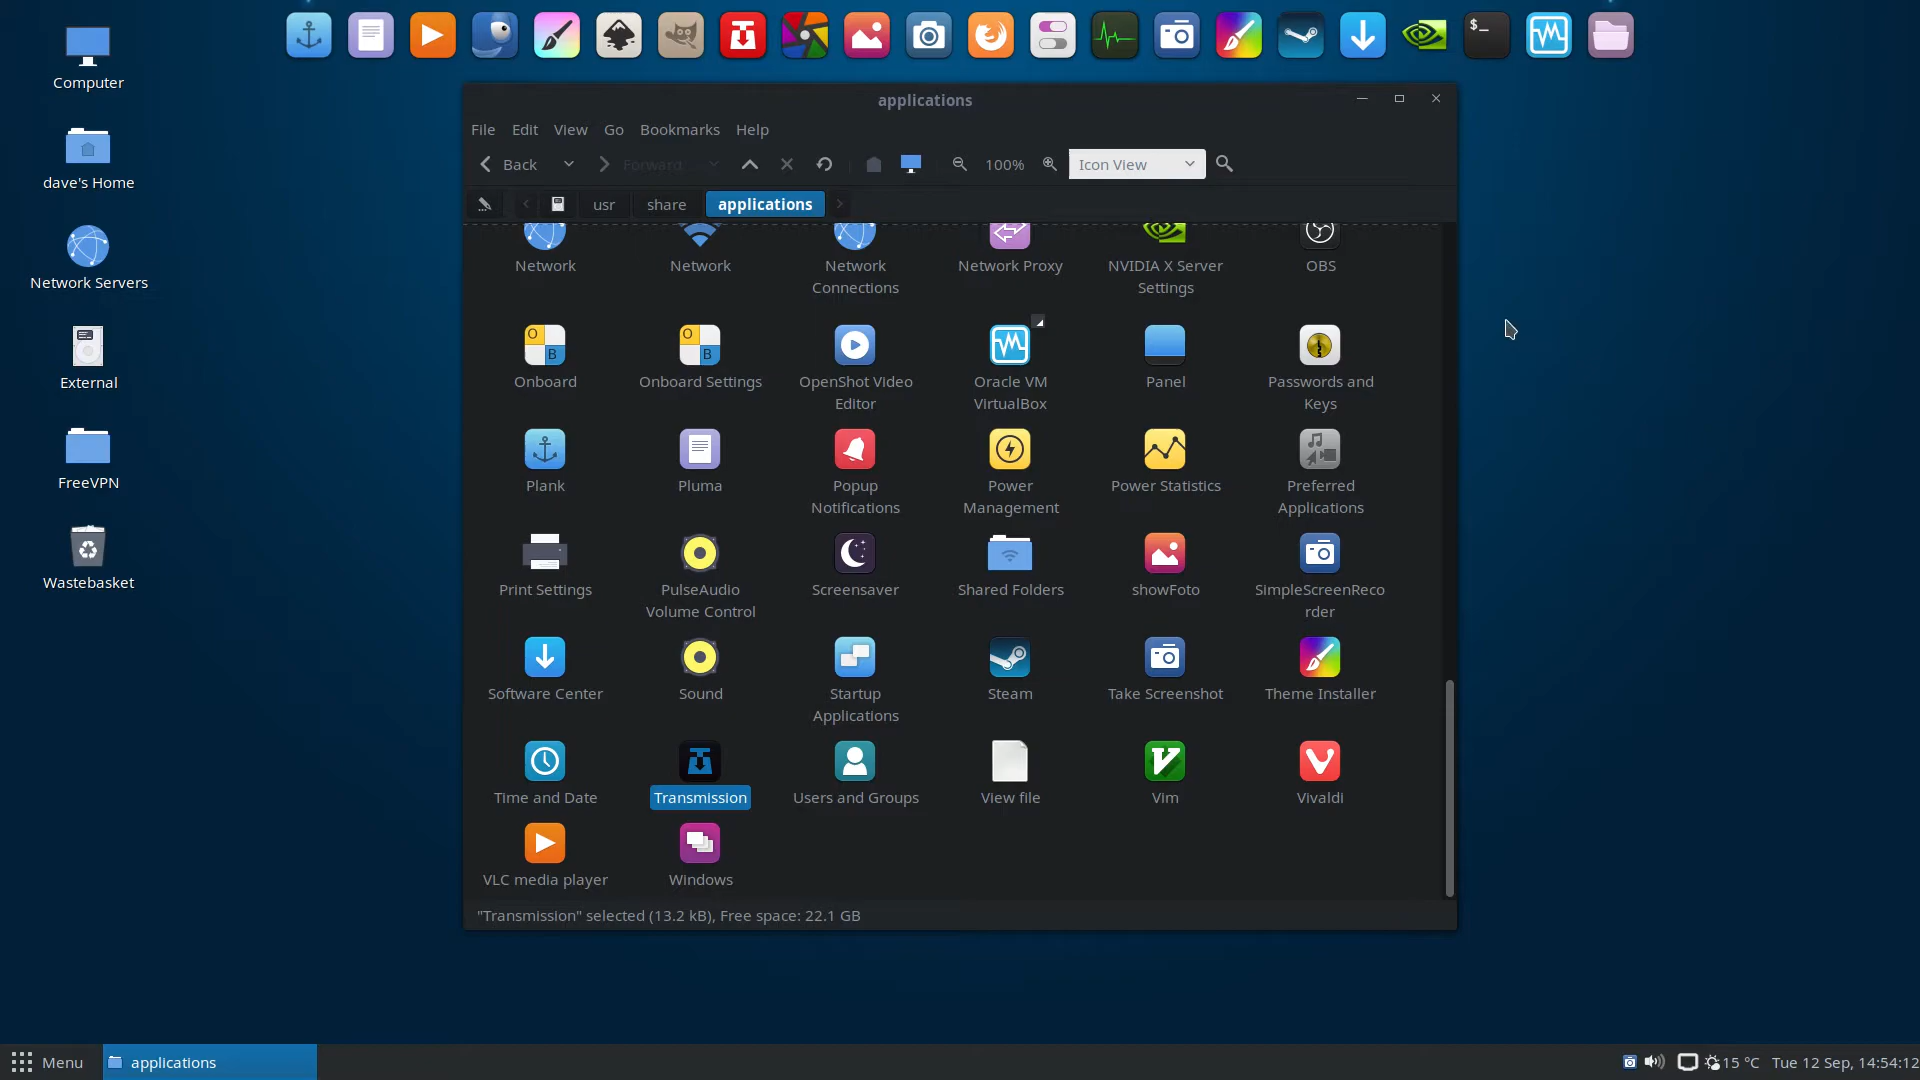 $_
Computer
dave's Home
Network Servers
External
FreeVPN
Wastebasket
applications
File Edit View Go Bookmarks Help
Back Forward 100% Icon View
usr share applications
Network Network Network Connections Network Proxy NVIDIA X Server Settings OBS
O B O B
Onboard Onboard Settings OpenShot Video Editor Oracle VM VirtualBox Panel Passwords and Keys
Plank Pluma Popup Notifications Power Management Power Statistics Preferred Applications
Print Settings PulseAudio Volume Control Screensaver Shared Folders showFoto SimpleScreenRecorder
Software Center Sound Startup Applications Steam Take Screenshot Theme Installer
Time and Date Transmission Users and Groups View file Vim Vivaldi
VLC media player Windows
"Transmission" selected (13.2 kB), Free space: 22.1 GB
Menu applications 15 °C Tue 12 Sep, 14:54:12